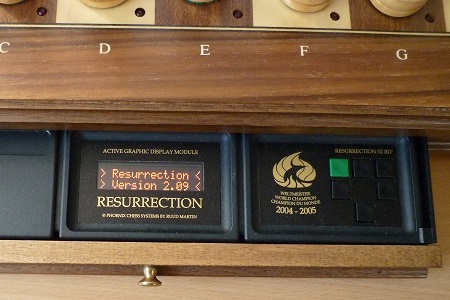 C D E F G
ACTIVE GRAPHIC DISPLAY MODULE
> Resurrection <
> Version 2.09 <
RESURRECTION
© PHOENIX CHESS SYSTEMS BY RUUD MARTIN
RESURRECTION 32 BIT
WELTMEISTER
WORLD CHAMPION
CHAMPION DU MONDE
2004 - 2005